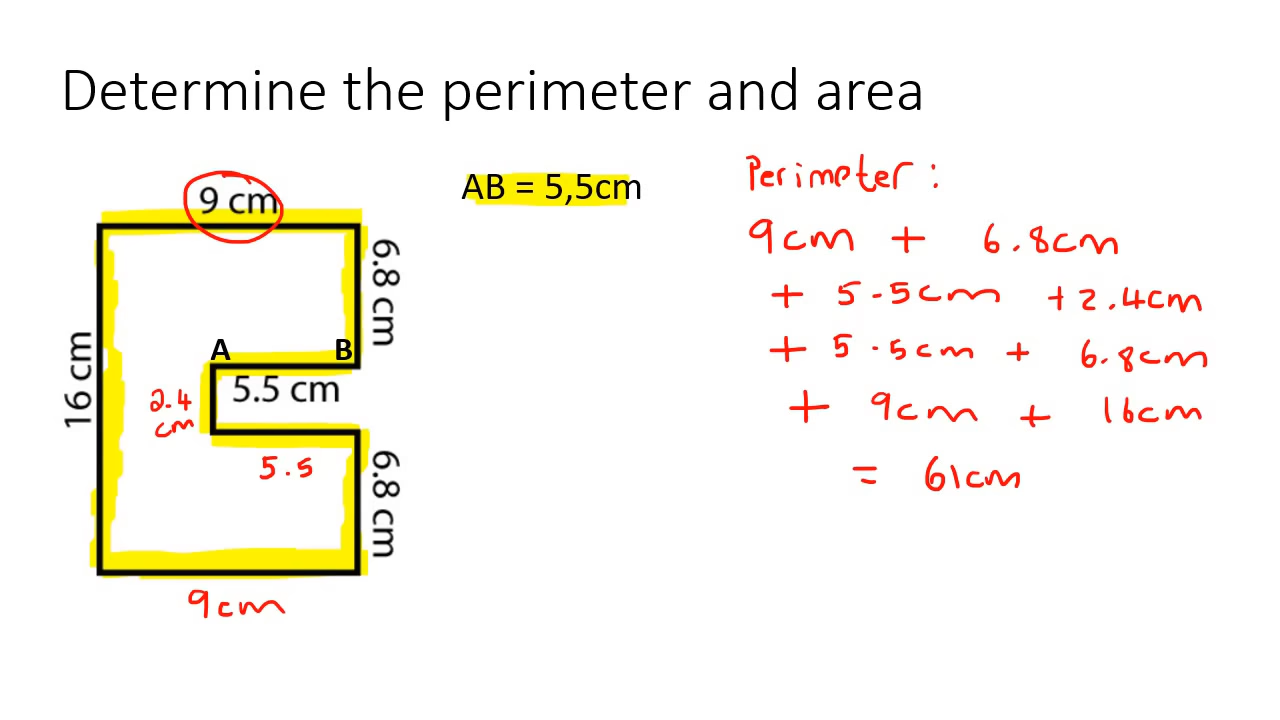 Determine the perimeter and area
9 cm
AB = 5,5cm
6.8 cm
A B
16 cm
5.5 cm
2.4
cm
5.5
6.8 cm
9cm
Perimeter :
9cm + 6.8cm
+ 5.5cm + 2.4cm
+ 5.5cm + 6.8cm
+ 9cm + 16cm
= 61cm